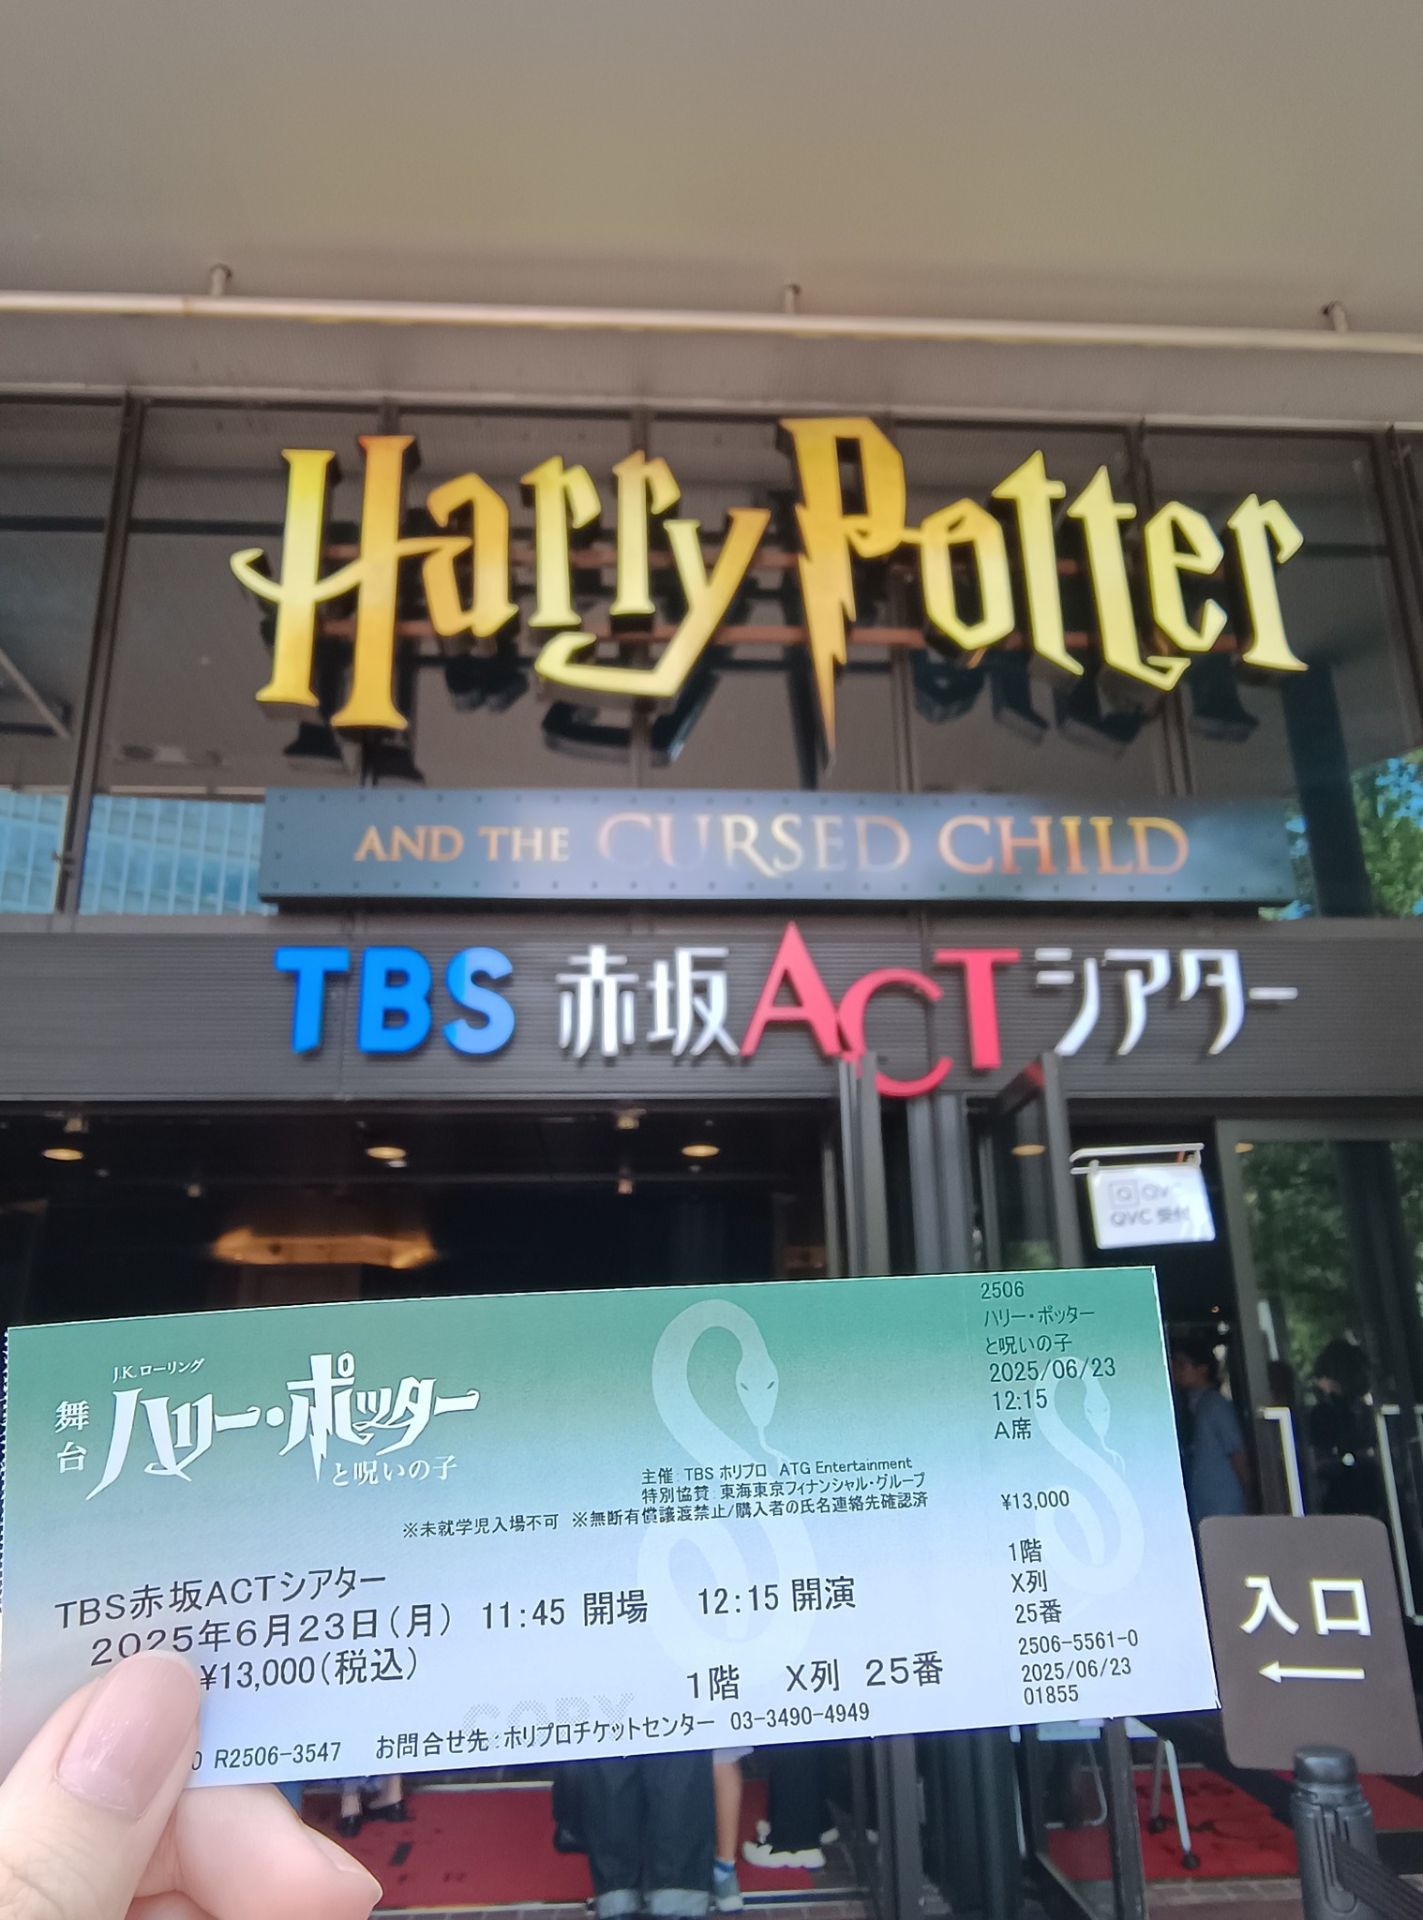 Harry Potter
AND THE CURSED CHILD
TBS 赤坂ACTシアター
QVC 受付
J.K.ローリング
舞台
ハリー・ポッター
と呪いの子
主催：TBS ホリプロ ATG Entertainment
特別協賛：東海東京フィナンシャル・グループ
※未就学児入場不可 ※無断有償譲渡禁止/購入者の氏名連絡先確認済
TBS赤坂ACTシアター
2025年6月23日(月) 11:45 開場 12:15 開演
¥13,000(税込)
1階 X列 25番
COPY
0 R2506-3547 お問合せ先：ホリプロチケットセンター 03-3490-4949
2506
ハリー・ポッター
と呪いの子
2025/06/23
12:15
A席
¥13,000
1階
X列
25番
2506-5561-0
2025/06/23
01855
入口
←